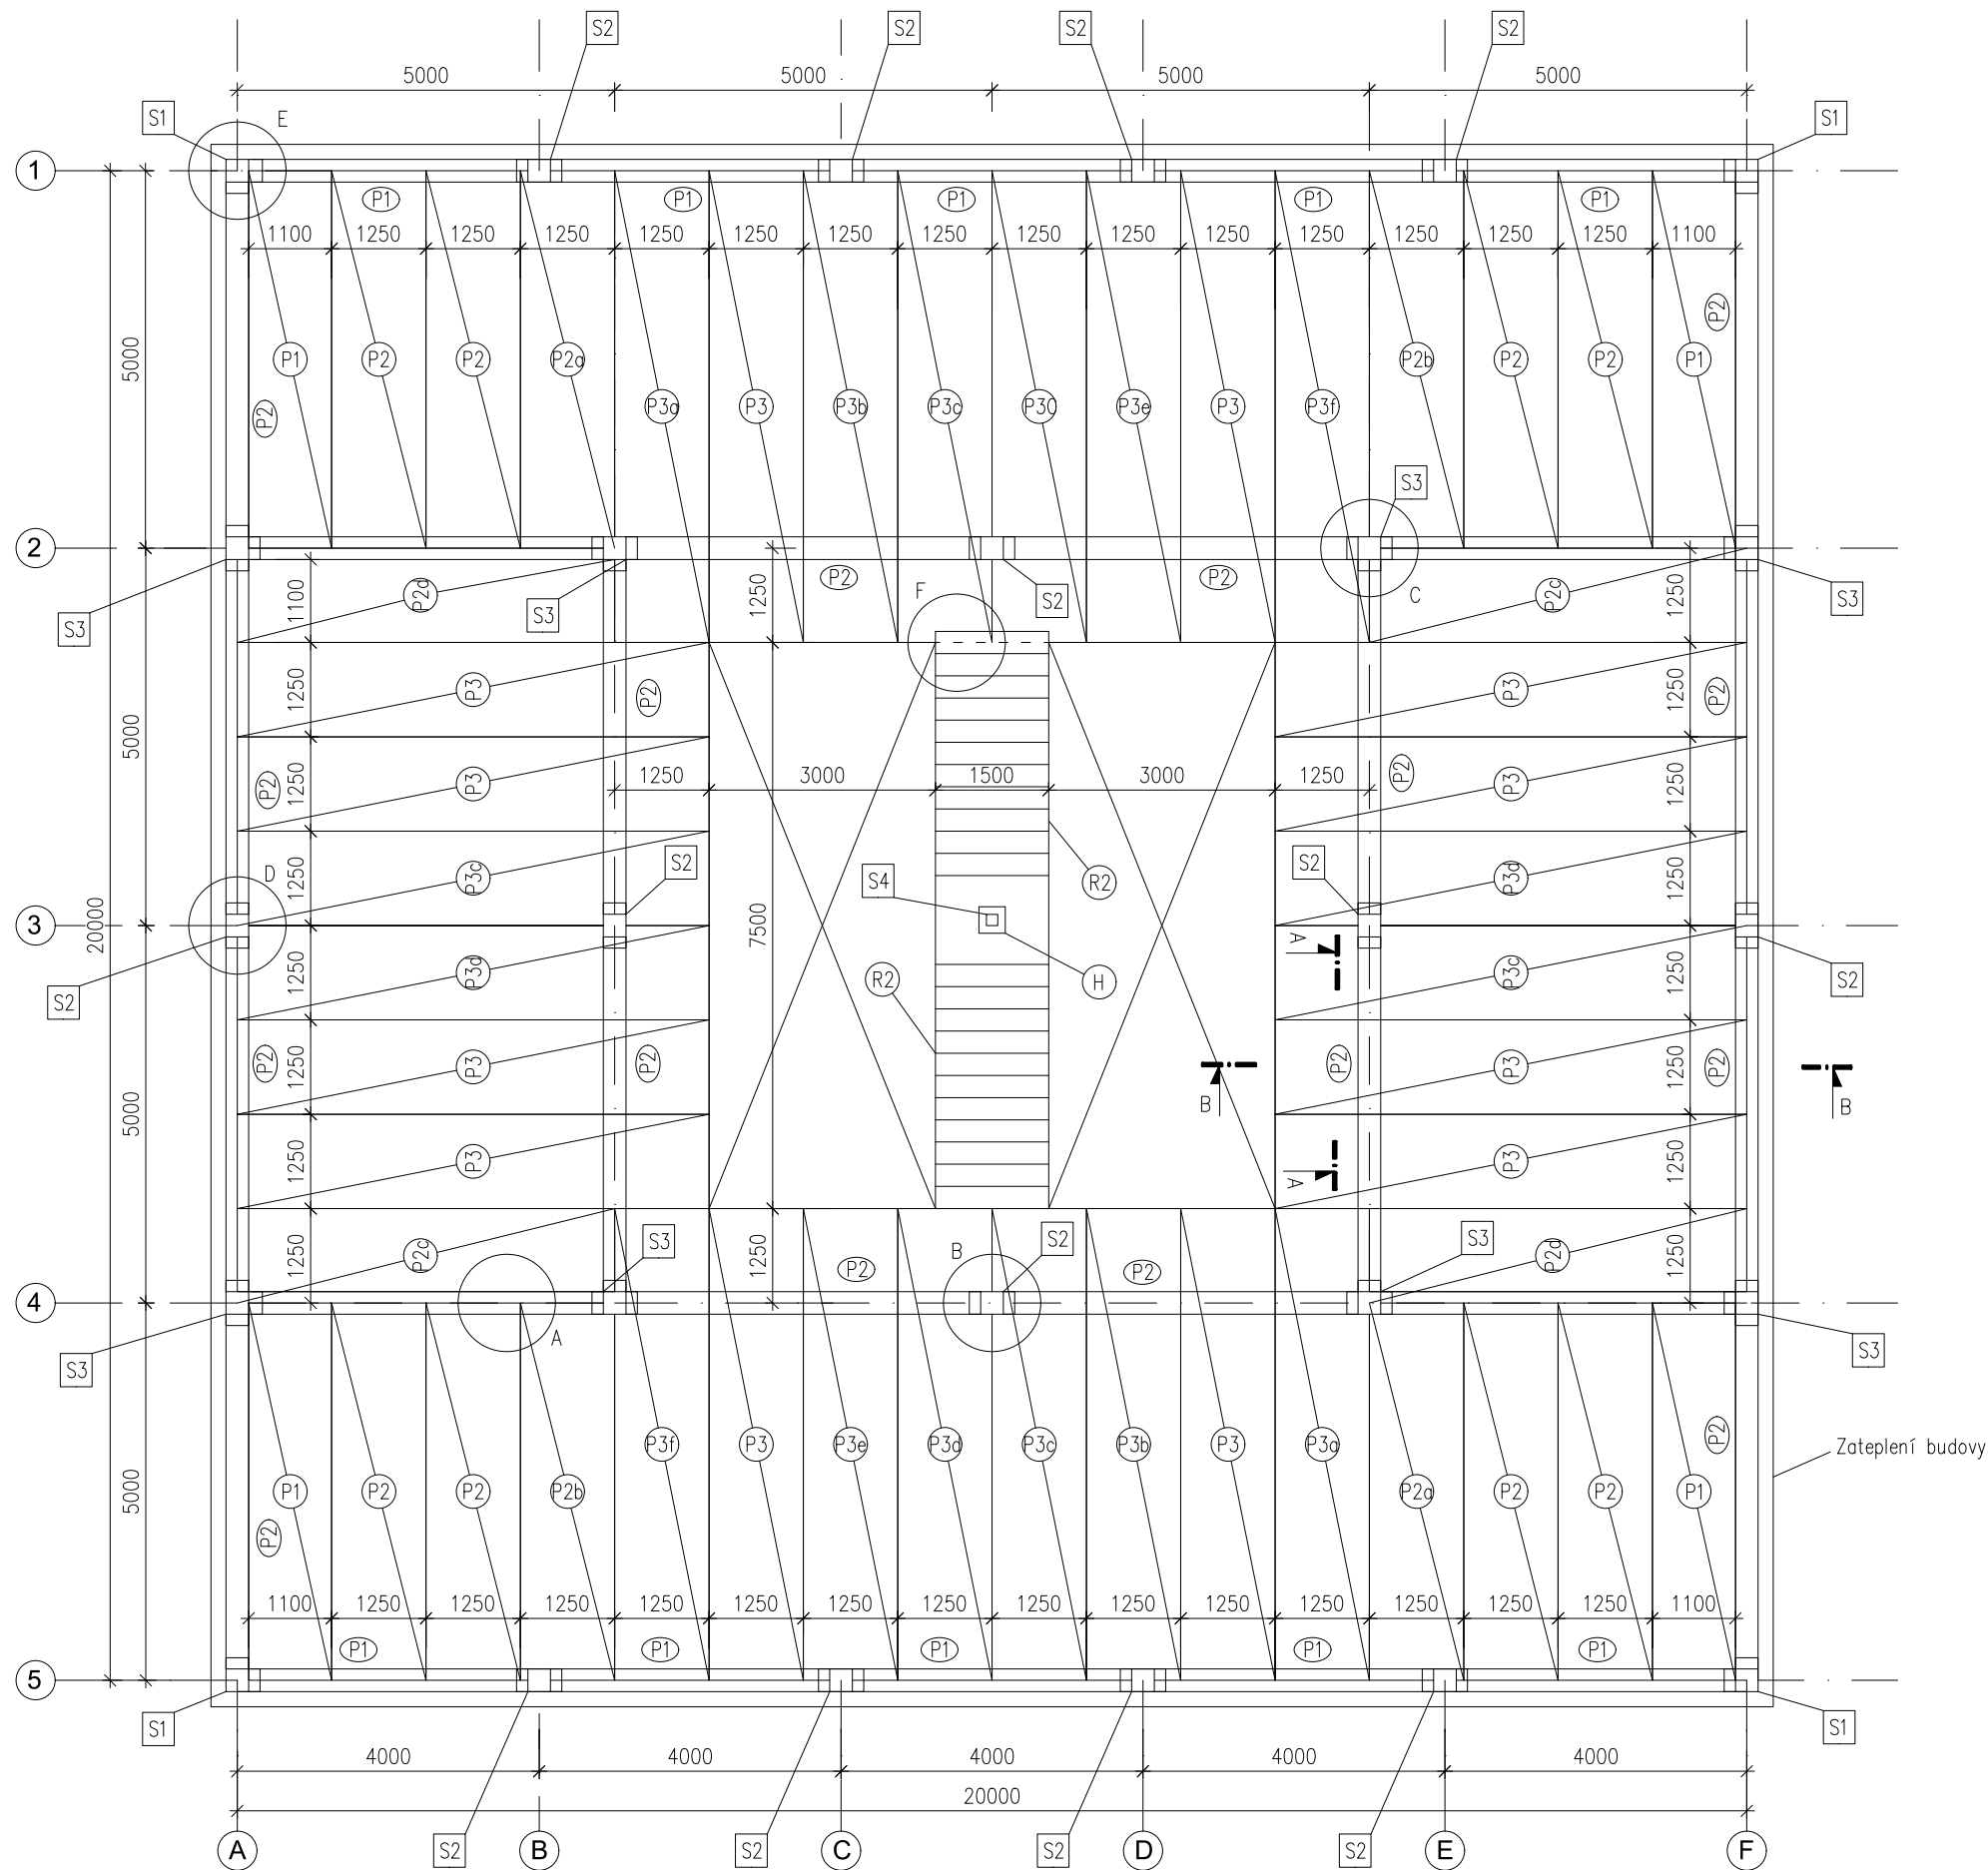 S2 S2 S2 S2
5000 5000 5000 5000
S1 E S1
1
P1 P1 P1 P1 P1
1100 1250 1250 1250 1250 1250 1250 1250 1250 1250 1250 1250 1250 1250 1250 1100
P2
5000 P1 P2 P2 P2a P2b P2 P2 P1
P3a P3 P3b P3c P3C P3e P3 P3f
P2
S3
2
P2 P2
1100 P2d 1250 F S2 C P2c 1250
S3 S3 S3
1250 P3 P2 P3 1250 P2
5000
1250 3000 1500 3000 1250
P2 1250 P3 P2 P3 1250
S2 S4 R2 S2
1250 P3c P3d 1250
D
3
20000 7500
A
S2 1250 P3d R2 H P3c 1250 S2
5000
P2 1250 P3 P2 P2 P3 1250 P2
B B
1250 P3 A P3 1250
S3 B S2 S3
1250 P2c 1250 P2 P2 P2d 1250
4
A
S3 S3
P2
P3f P3 P3e P3d P3c P3b P3 P3a
Zateplení budovy
5000 P1 P2 P2 P2b P2a P2 P2 P1
P2
1100 1250 1250 1250 1250 1250 1250 1250 1250 1250 1250 1250 1250 1250 1250 1100
P1 P1 P1 P1 P1
5
S1 S1
4000 4000 4000 4000 4000
20000
A S2 B S2 C S2 D S2 E F